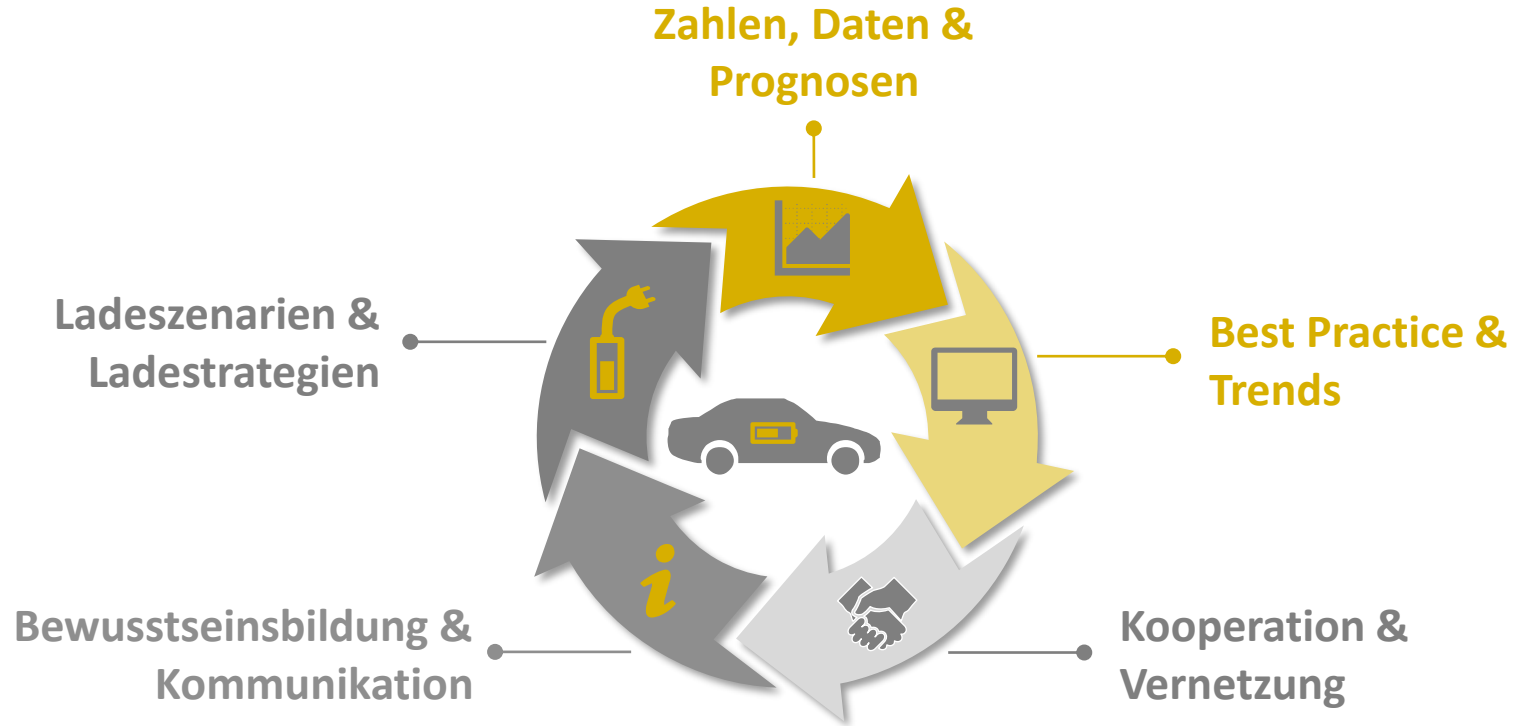 Zahlen, Daten &
Prognosen
Best Practice &
Trends
Kooperation &
Vernetzung
Bewusstseinsbildung &
Kommunikation
Ladeszenarien &
Ladestrategien